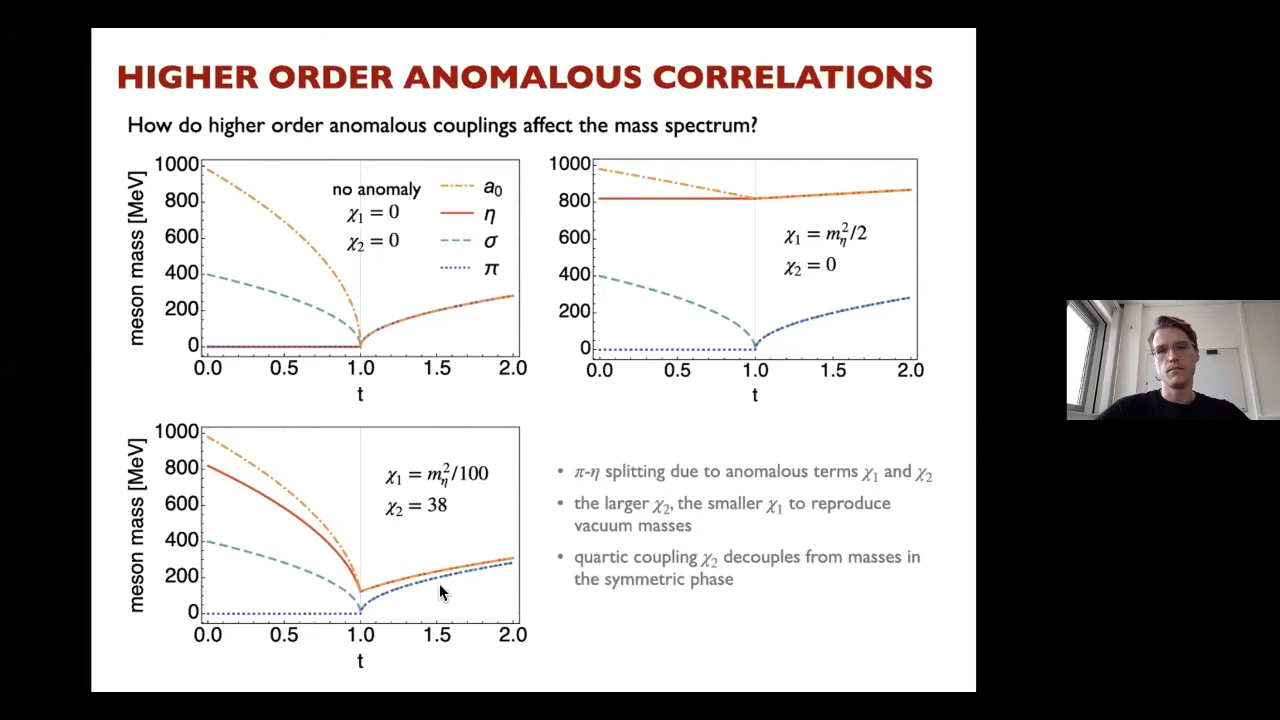 HIGHER ORDER ANOMALOUS CORRELATIONS
How do higher order anomalous couplings affect the mass spectrum?
meson mass [MeV]
1000
800
600
400
200
0
0.0 0.5 1.0 1.5 2.0
t
no anomaly
χ₁ = 0
χ₂ = 0
a₀
η
σ
π
1000
800
600
400
200
0
0.0 0.5 1.0 1.5 2.0
t
χ₁ = m²_η/2
χ₂ = 0
meson mass [MeV]
1000
800
600
400
200
0
0.0 0.5 1.0 1.5 2.0
t
χ₁ = m²_η/100
χ₂ = 38
• π-η splitting due to anomalous terms χ₁ and χ₂
• the larger χ₂, the smaller χ₁ to reproduce
vacuum masses
• quartic coupling χ₂ decouples from masses in
the symmetric phase